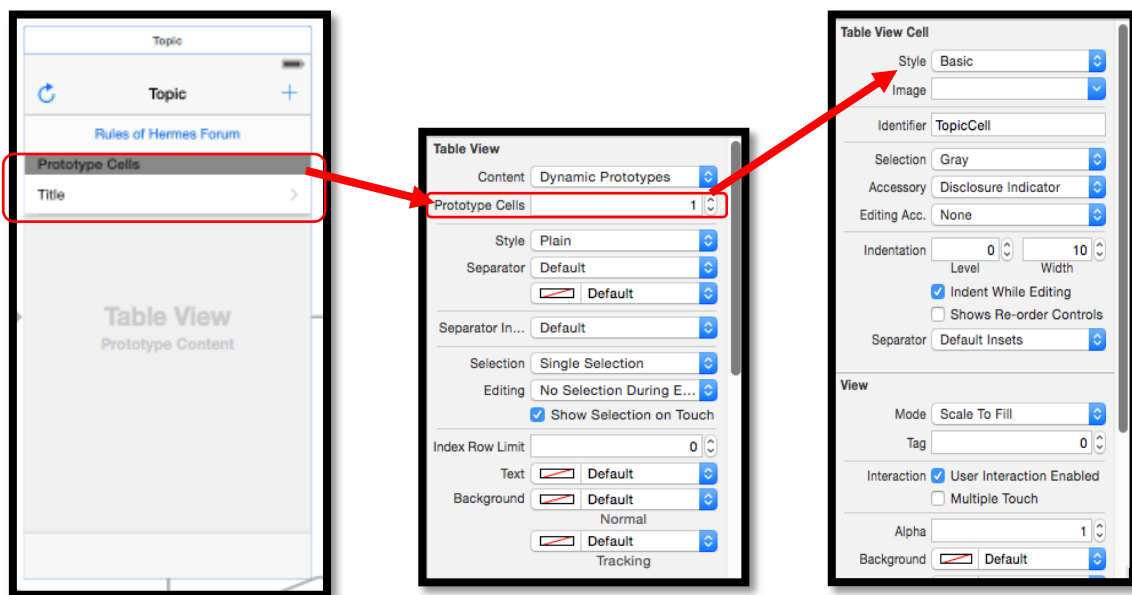 Topic
Topic
Rules of Hermes Forum
Prototype Cells
Title
Table View
Prototype Content
Table View
Content Dynamic Prototypes
Prototype Cells 1
Style Plain
Separator Default
Default
Separator In... Default
Selection Single Selection
Editing No Selection During E...
Show Selection on Touch
Index Row Limit 0
Text Default
Background Default
Normal
Default
Tracking
Table View Cell
Style Basic
Image
Identifier TopicCell
Selection Gray
Accessory Disclosure Indicator
Editing Acc. None
Indentation 0 10
Level Width
Indent While Editing
Shows Re-order Controls
Separator Default Insets
View
Mode Scale To Fill
Tag 0
Interaction User Interaction Enabled
Multiple Touch
Alpha 1
Background Default